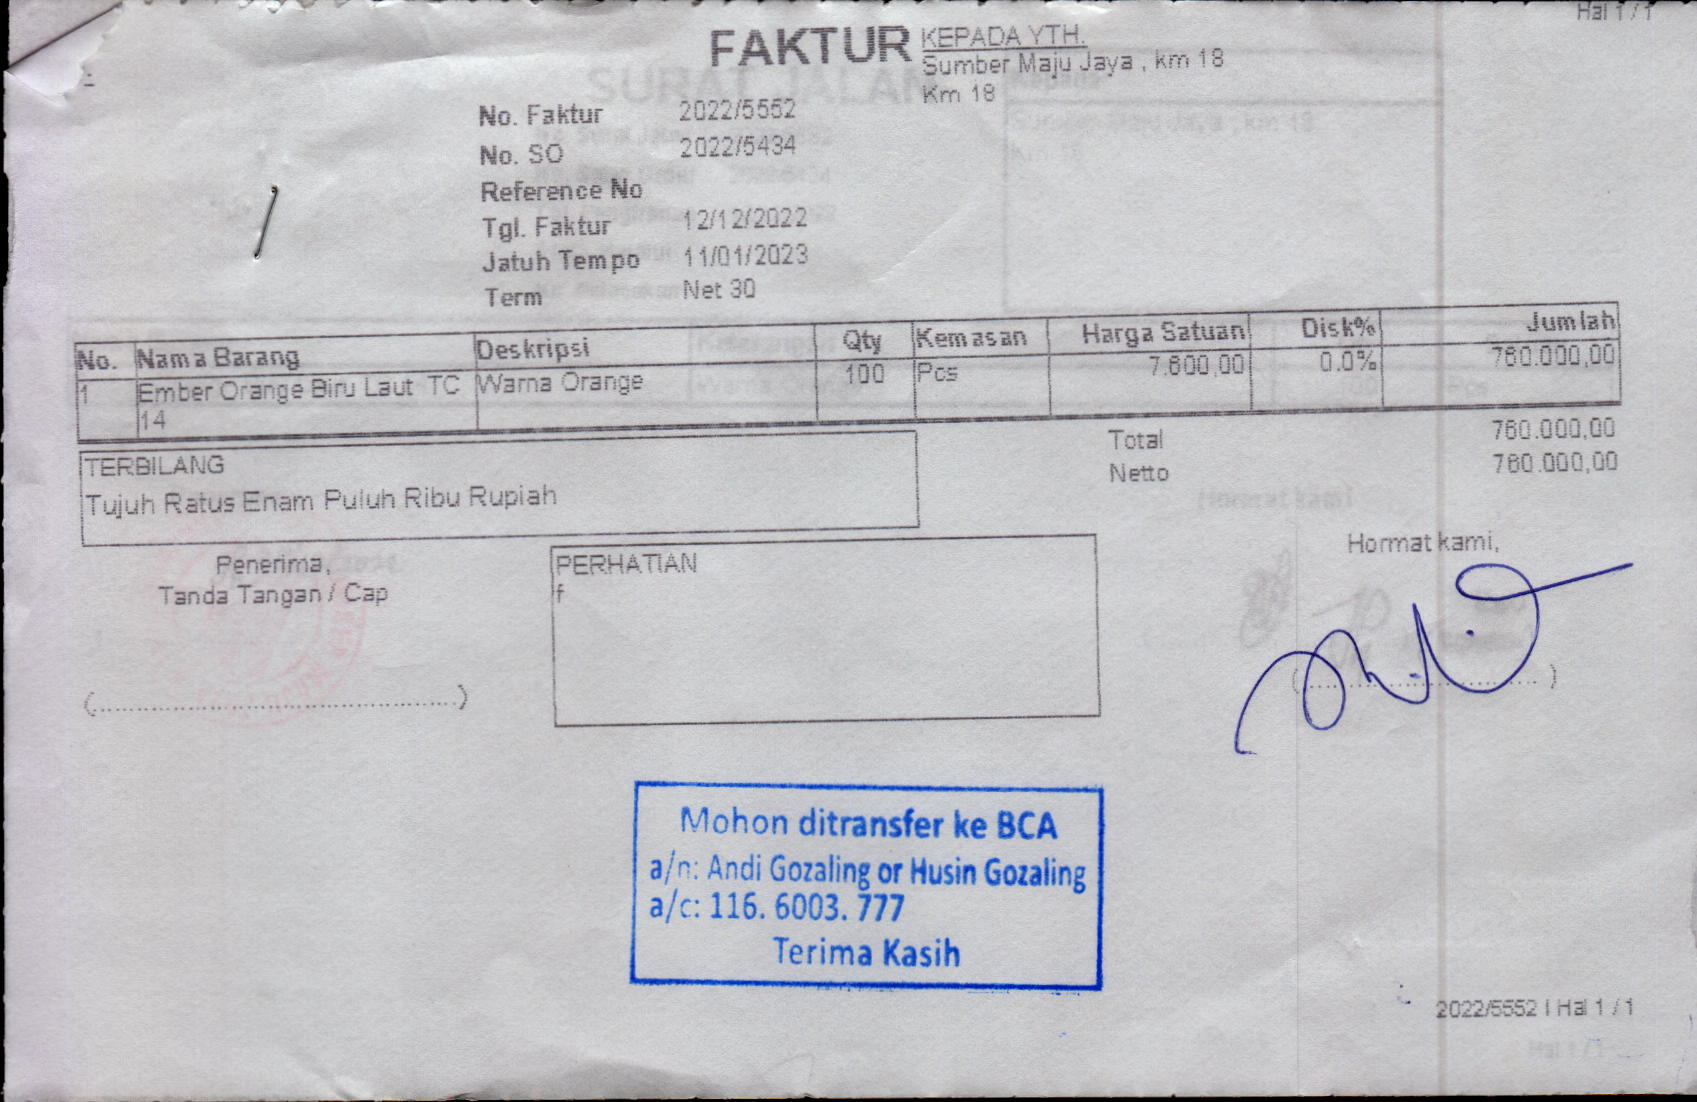 Hal 1 / 1
FAKTUR
KEPADA YTH.
Sumber Maju Jaya , km 18
Km 18
No. Faktur 2022/5552
No. SO 2022/5434
Reference No
Tgl. Faktur 12/12/2022
Jatuh Tempo 11/01/2023
Term Net 30
No. Nama Barang Deskripsi Qty Kemasan Harga Satuan Disk% Jumlah
1 Ember Orange Biru Laut TC Warna Orange 100 Pcs 7.600,00 0.0% 760.000,00
14
Total 760.000,00
Netto 760.000,00
TERBILANG
Tujuh Ratus Enam Puluh Ribu Rupiah
Penerima,
Tanda Tangan / Cap
(............................................)
PERHATIAN
f
Hormat kami,
(............................ )
Mohon ditransfer ke BCA
a/n: Andi Gozaling or Husin Gozaling
a/c: 116. 6003. 777
Terima Kasih
2022/5552 | Hal 1 / 1